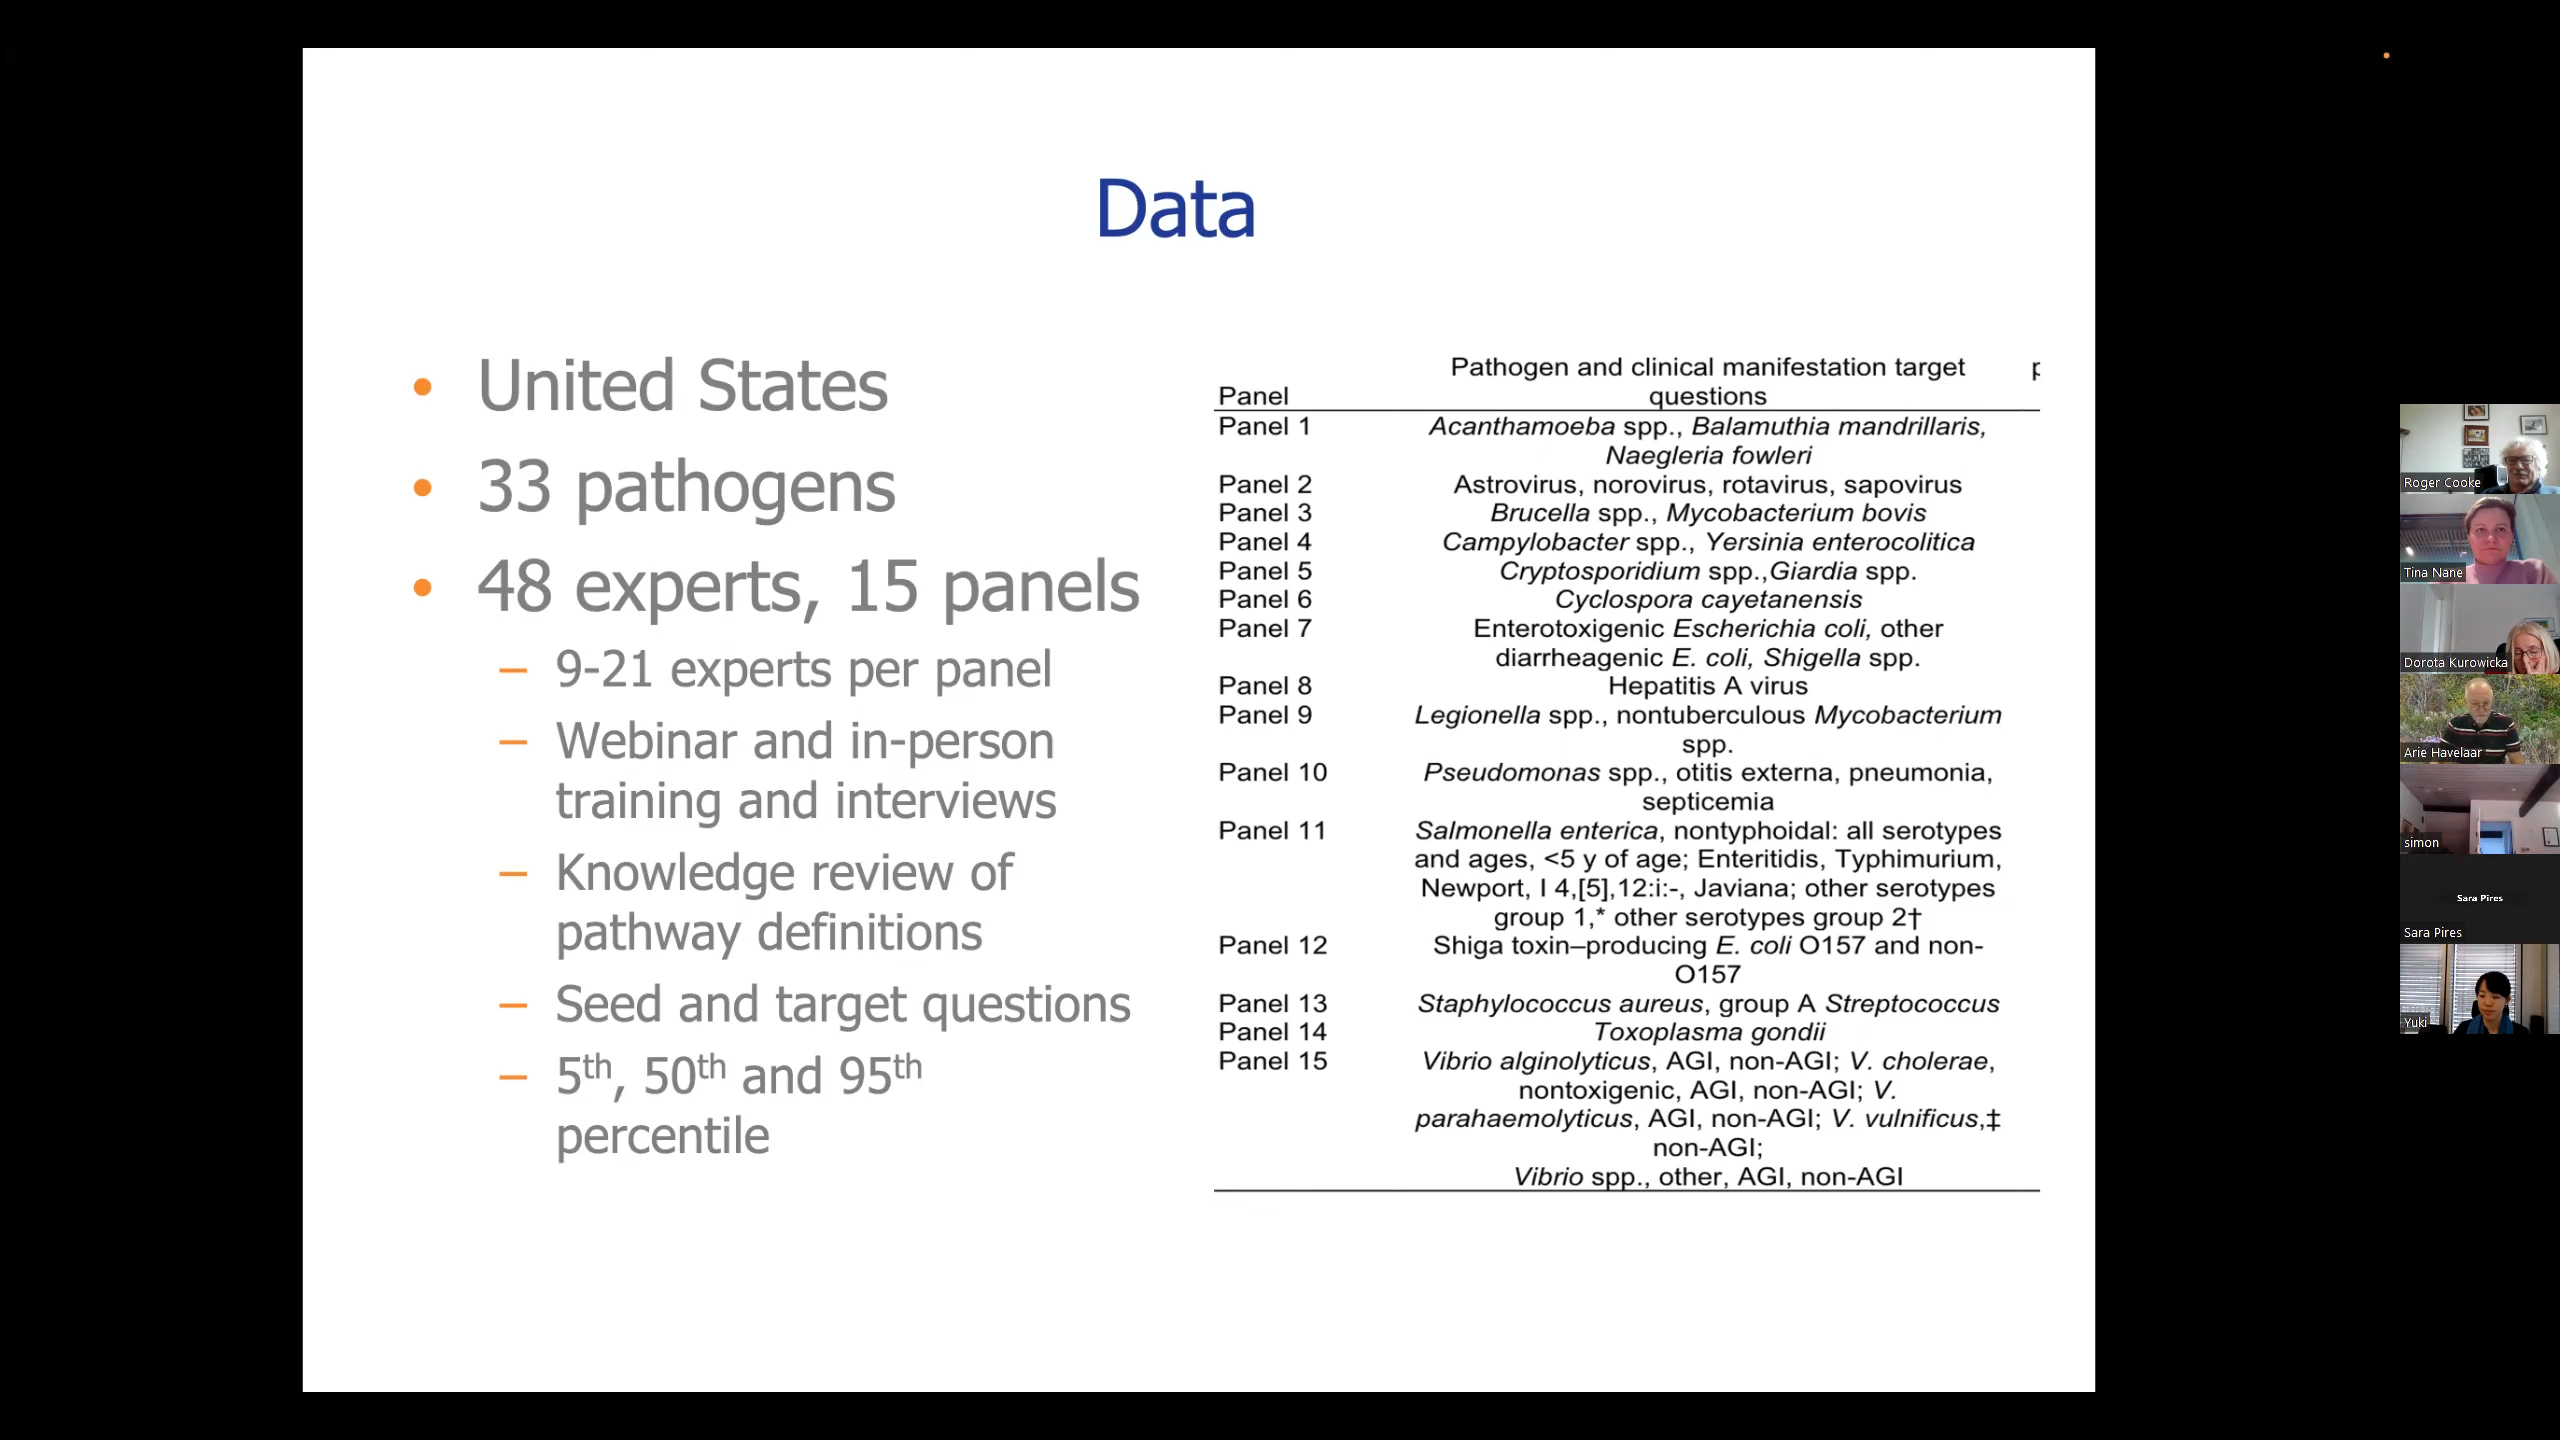 Data
• United States
• 33 pathogens
• 48 experts, 15 panels
– 9-21 experts per panel
– Webinar and in-person
training and interviews
– Knowledge review of
pathway definitions
– Seed and target questions
– 5th, 50th and 95th
percentile
Pathogen and clinical manifestation target
Panel questions
Panel 1 Acanthamoeba spp., Balamuthia mandrillaris,
Naegleria fowleri
Panel 2 Astrovirus, norovirus, rotavirus, sapovirus
Panel 3 Brucella spp., Mycobacterium bovis
Panel 4 Campylobacter spp., Yersinia enterocolitica
Panel 5 Cryptosporidium spp.,Giardia spp.
Panel 6 Cyclospora cayetanensis
Panel 7 Enterotoxigenic Escherichia coli, other
diarrheagenic E. coli, Shigella spp.
Panel 8 Hepatitis A virus
Panel 9 Legionella spp., nontuberculous Mycobacterium
spp.
Panel 10 Pseudomonas spp., otitis externa, pneumonia,
septicemia
Panel 11 Salmonella enterica, nontyphoidal: all serotypes
and ages, <5 y of age; Enteritidis, Typhimurium,
Newport, I 4,[5],12:i:-, Javiana; other serotypes
group 1,* other serotypes group 2†
Panel 12 Shiga toxin–producing E. coli O157 and non-
O157
Panel 13 Staphylococcus aureus, group A Streptococcus
Panel 14 Toxoplasma gondii
Panel 15 Vibrio alginolyticus, AGI, non-AGI; V. cholerae,
nontoxigenic, AGI, non-AGI; V.
parahaemolyticus, AGI, non-AGI; V. vulnificus,‡
non-AGI;
Vibrio spp., other, AGI, non-AGI
Roger Cooke
Tina Nane
Dorota Kurowicka
Arie Havelaar
simon
Sara Pires
Sara Pires
Yuki